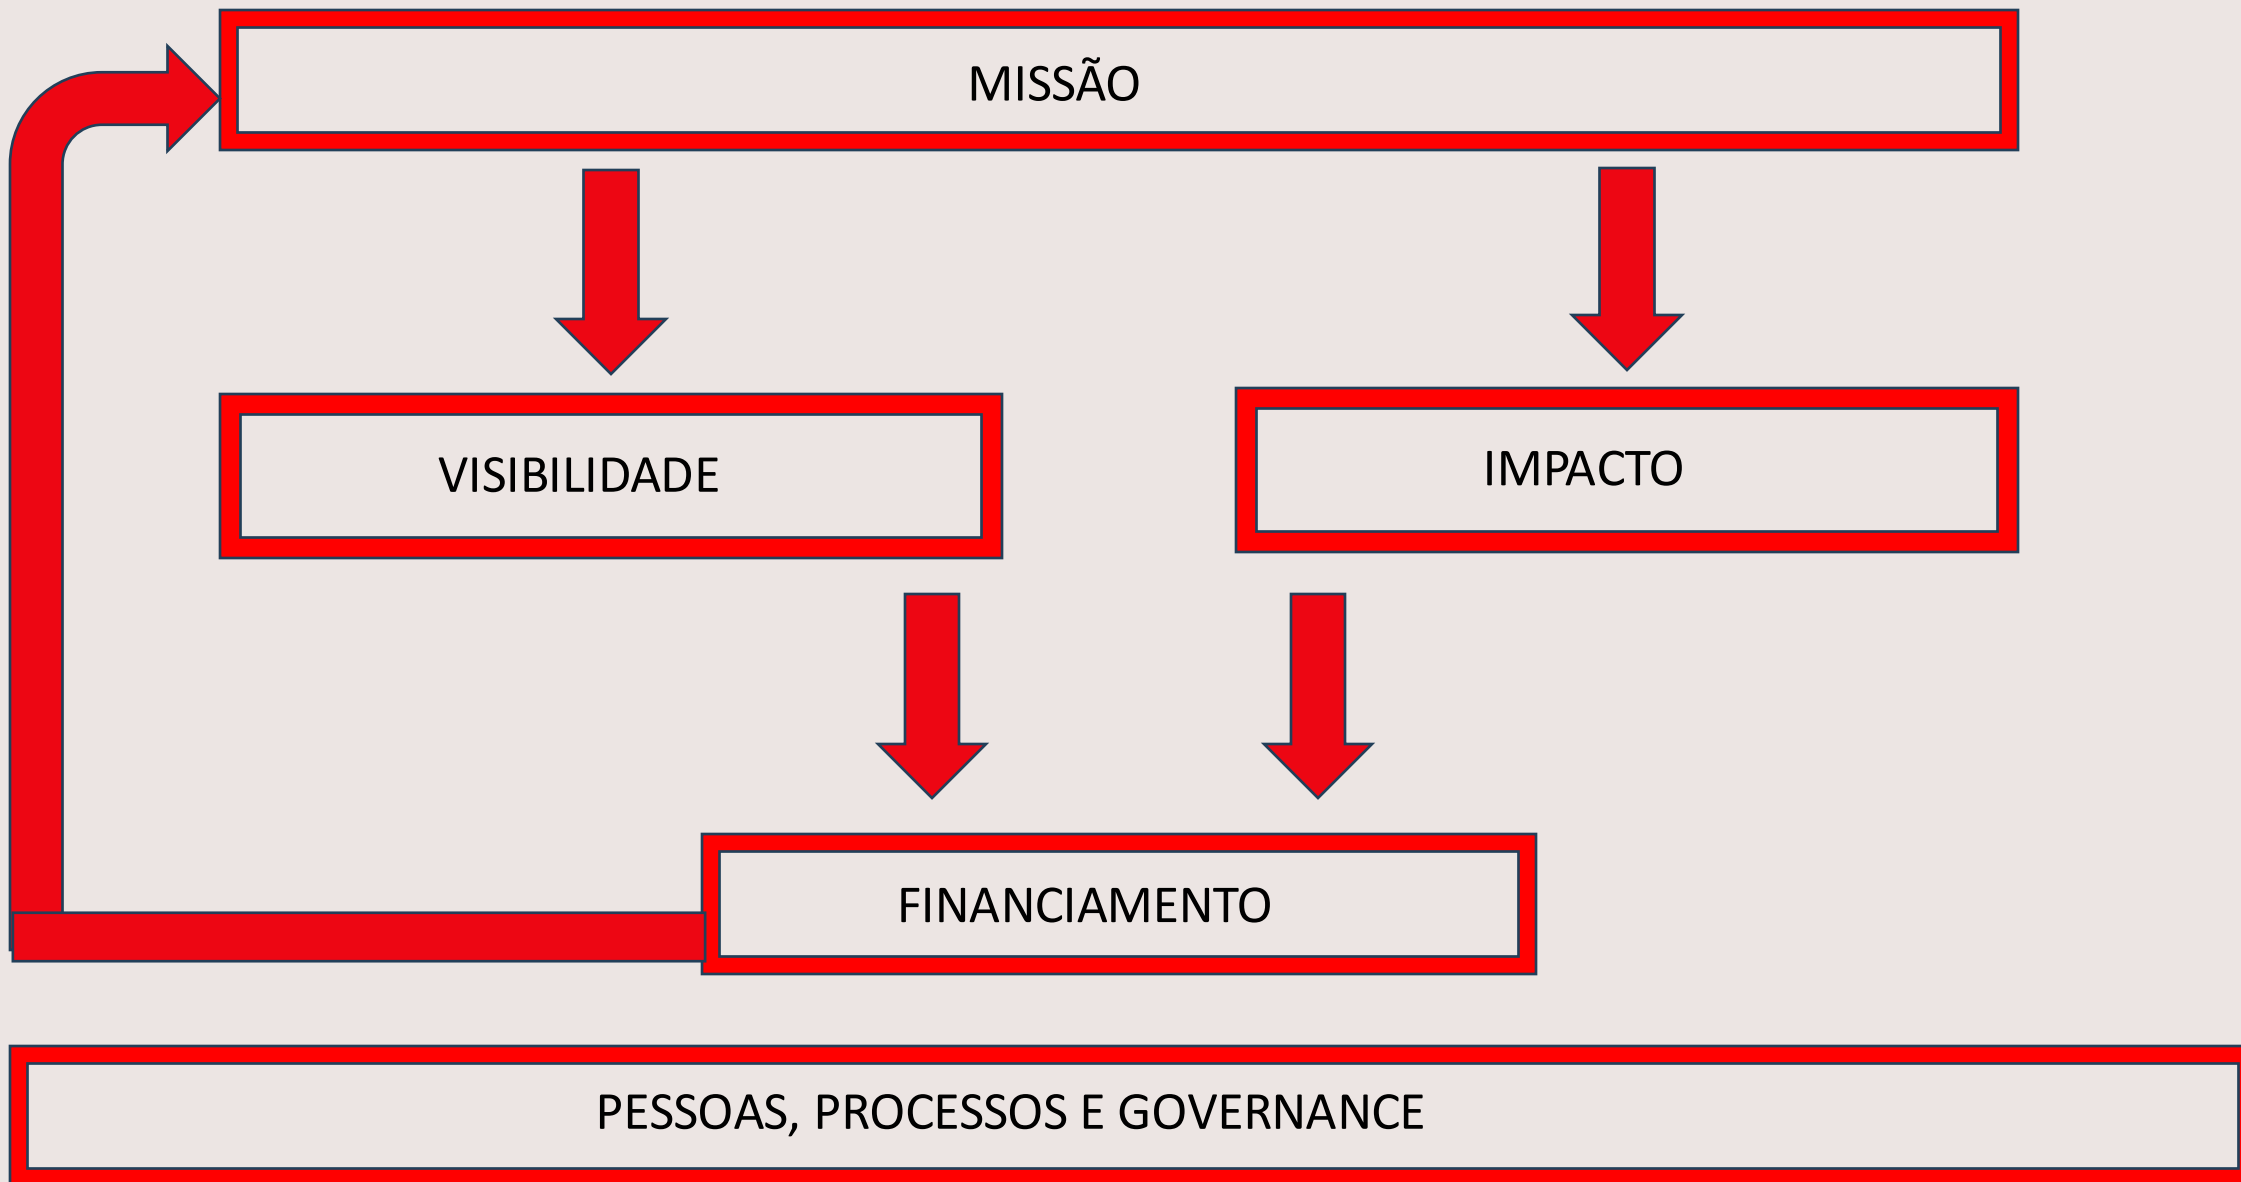 MISSÃO
VISIBILIDADE
IMPACTO
FINANCIAMENTO
PESSOAS, PROCESSOS E GOVERNANCE